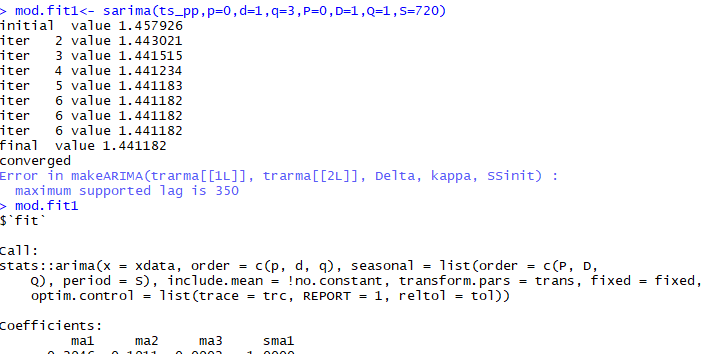 > mod.fit1<- sarima(ts_pp,p=0,d=1,q=3,P=0,D=1,Q=1,S=720)
initial  value 1.457926
iter   2 value 1.443021
iter   3 value 1.441515
iter   4 value 1.441234
iter   5 value 1.441183
iter   6 value 1.441182
iter   6 value 1.441182
iter   6 value 1.441182
final  value 1.441182
converged
Error in makeARIMA(trarma[[1L]], trarma[[2L]], Delta, kappa, SSinit) :
  maximum supported lag is 350
> mod.fit1
$`fit`

Call:
stats::arima(x = xdata, order = c(p, d, q), seasonal = list(order = c(P, D,
    Q), period = S), include.mean = !no.constant, transform.pars = trans, fixed = fixed,
    optim.control = list(trace = trc, REPORT = 1, reltol = tol))

Coefficients:
         ma1     ma2     ma3     sma1